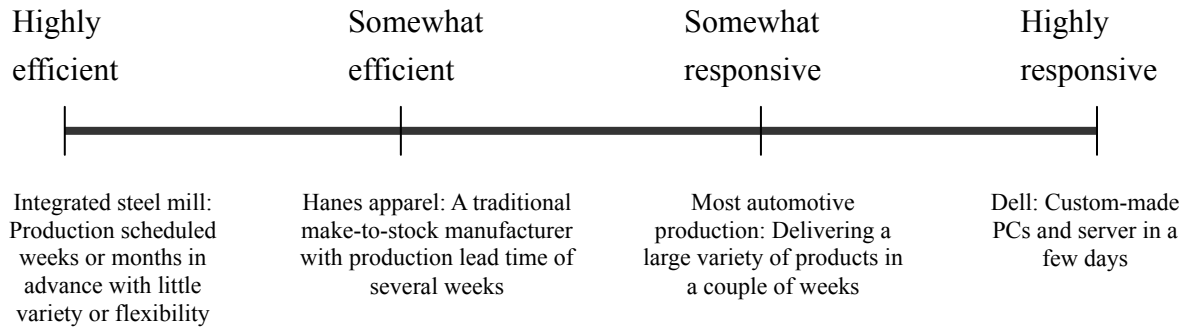 Highly
efficient
Somewhat
efficient
Somewhat
responsive
Highly
responsive
Integrated steel mill:
Production scheduled
weeks or months in
advance with little
variety or flexibility
Hanes apparel: A traditional
make-to-stock manufacturer
with production lead time of
several weeks
Most automotive
production: Delivering a
large variety of products in
a couple of weeks
Dell: Custom-made
PCs and server in a
few days